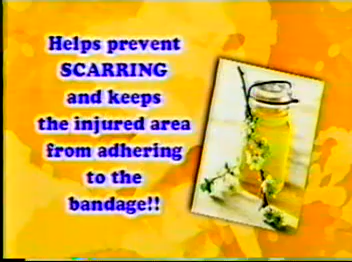 Helps prevent
SCARRING
and keeps
the injured area
from adhering
to the
bandage!!